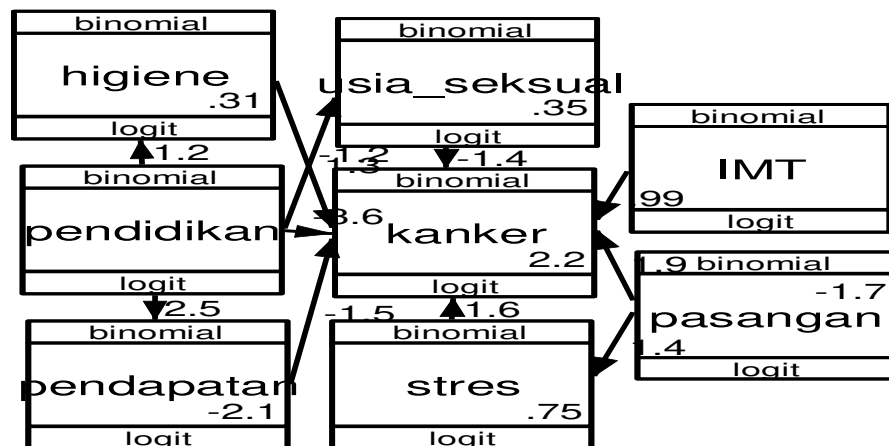 binomial
higiene
.31
logit
binomial
usia_seksual
.35
logit
1.2
-1.2
1.3
-1.4
binomial
IMT
.99
logit
binomial
pendidikan
logit
binomial
kanker
2.2
logit
1.9
binomial
-1.7
pasangan
1.4
logit
2.5
-1.5
1.6
binomial
pendapatan
-2.1
logit
binomial
stres
.75
logit